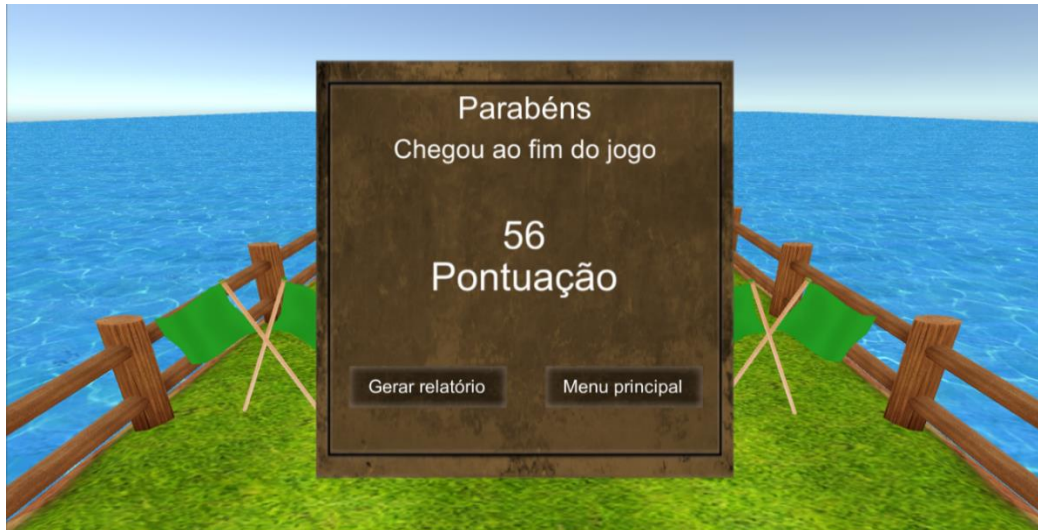 Parabéns
Chegou ao fim do jogo
56
Pontuação
Gerar relatório
Menu principal